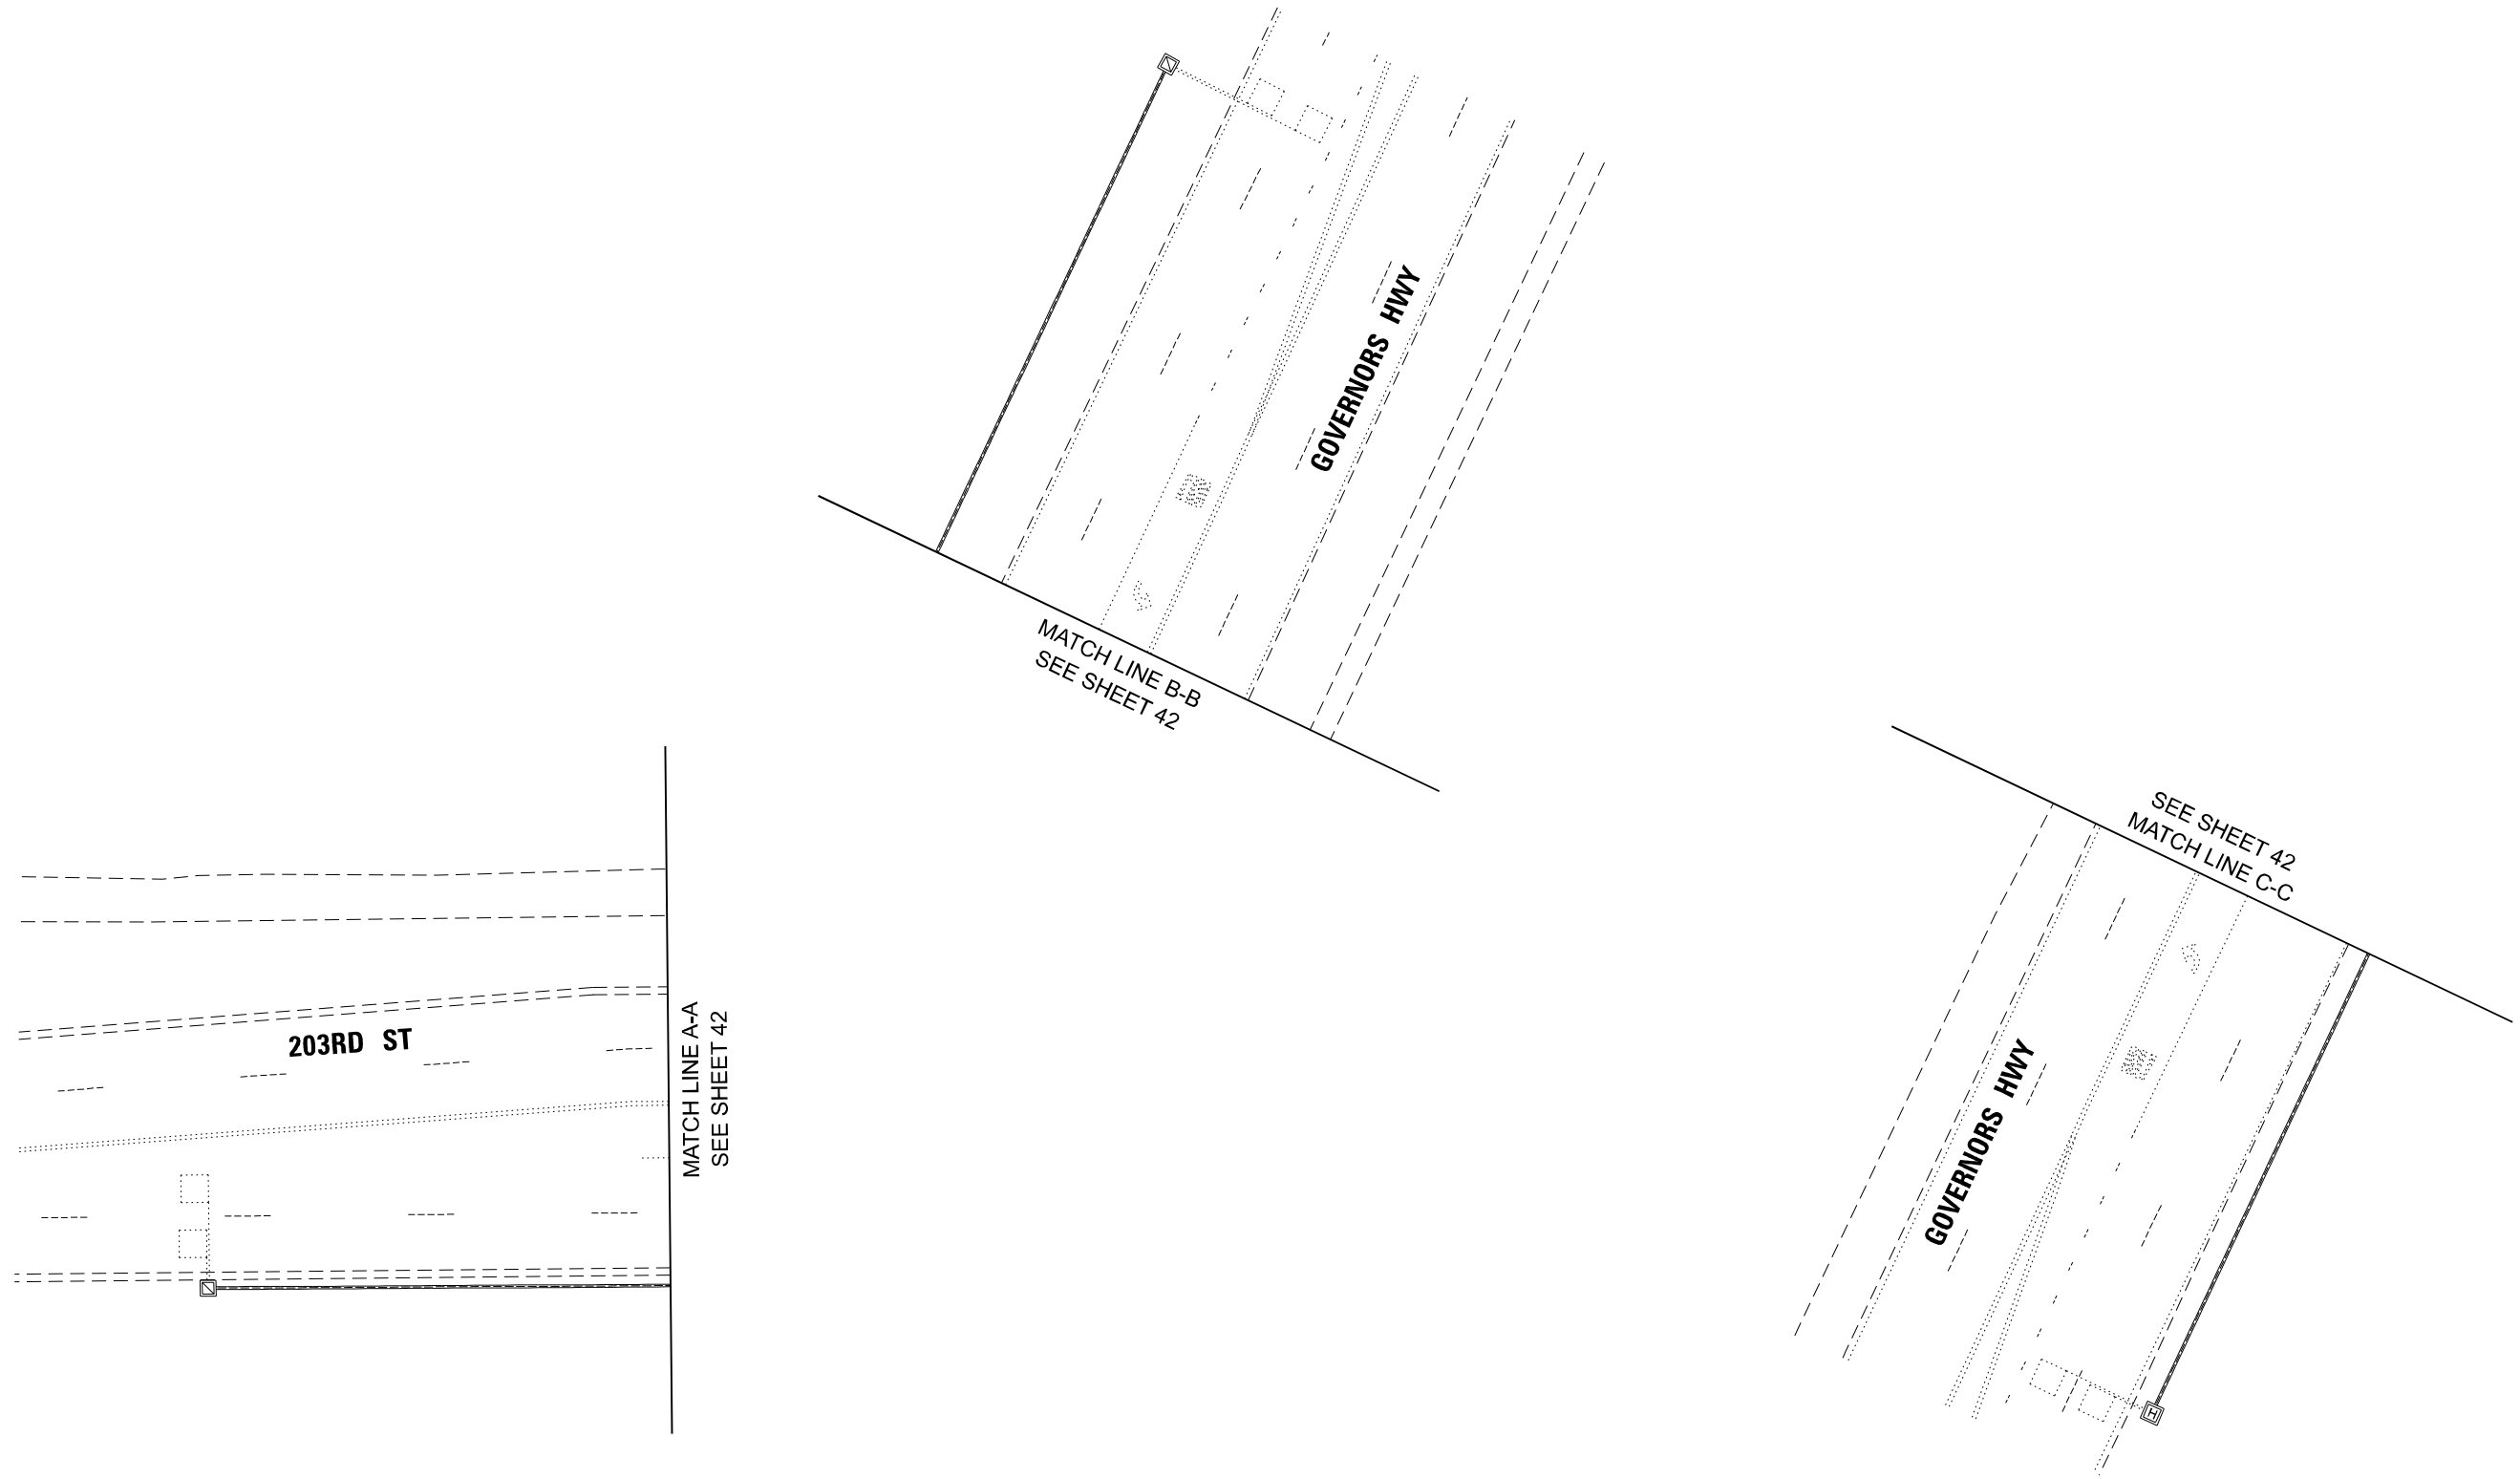 GOVERNORS HWY
MATCH LINE B-B
SEE SHEET 42
203RD ST
MATCH LINE A-A
SEE SHEET 42
SEE SHEET 42
MATCH LINE C-C
GOVERNORS HWY
H